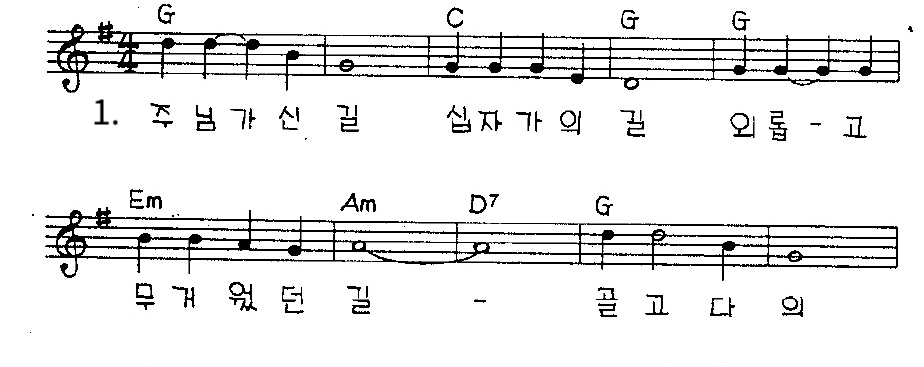 G C G G
1. 주 님 가 신 길 십 자 가 의 길 외 롭 - 고
Em Am D7 G
무 거 웠 던 길 - 골 고 다 의